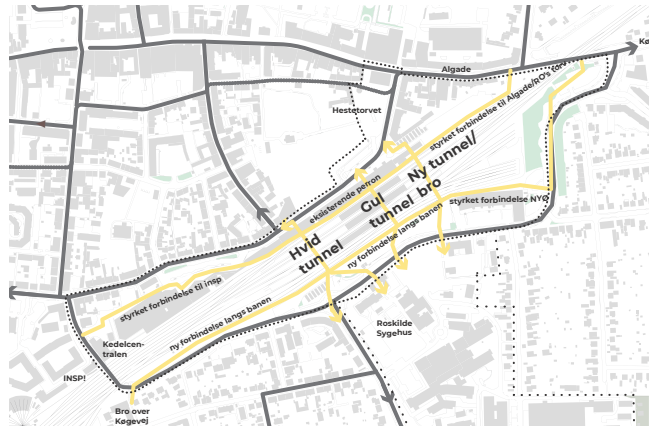 Kø
Algade
styrket forbindelse til Algade/RO's torv
Hestetorvet
Ny tunnel/
bro
eksisterende perron
Gul
tunnel
styrket forbindelse NYØ
Hvid
tunnel
ny forbindelse langs banen
styrket forbindelse til insp
ny forbindelse langs banen
Roskilde
Sygehus
Kedelcen-
tralen
INSP!
Bro over
Køgevej